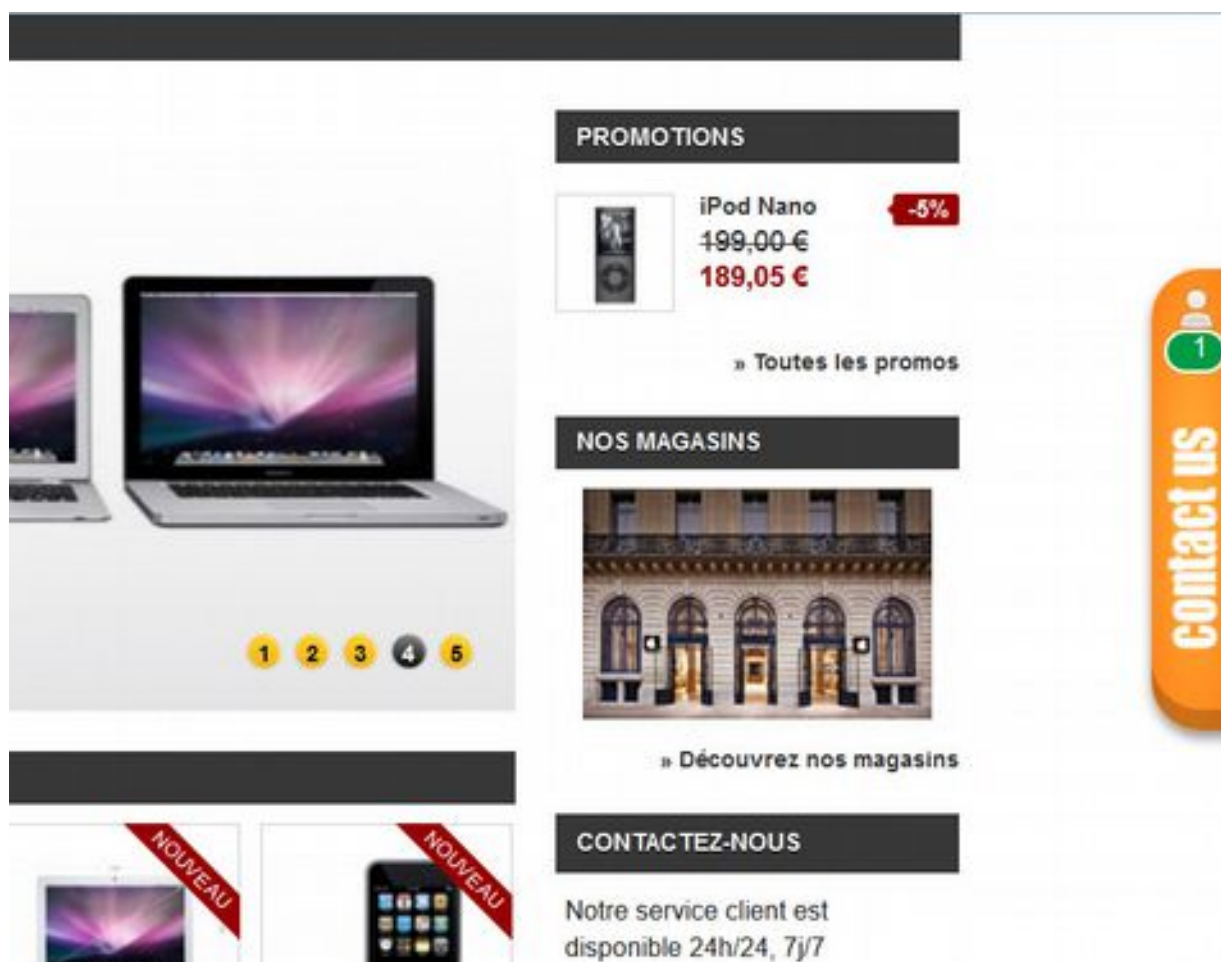 PROMOTIONS
iPod Nano
-5%
199,00 €
189,05 €
» Toutes les promos
NOS MAGASINS
1 2 3 4 5
» Découvrez nos magasins
NOUVEAU
NOUVEAU
CONTACTEZ-NOUS
Notre service client est
disponible 24h/24, 7j/7
1
contact us